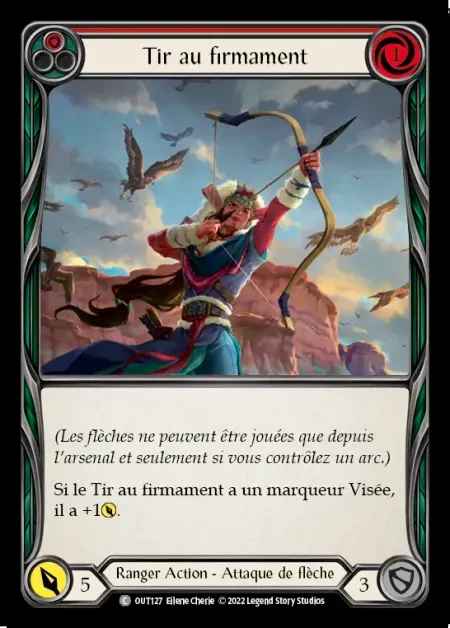 Tir au firmament
1
(Les flèches ne peuvent être jouées que depuis
l'arsenal et seulement si vous contrôlez un arc.)
Si le Tir au firmament a un marqueur Visée,
il a +1.
5
Ranger Action - Attaque de flèche
3
C OUT127 Eilene Cherie © 2022 Legend Story Studios